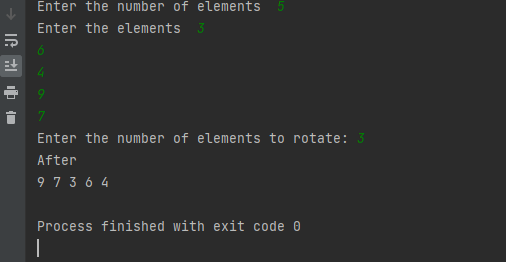 Enter the number of elements  5
Enter the elements  3
6
4
9
7
Enter the number of elements to rotate: 3
After
9 7 3 6 4
Process finished with exit code 0